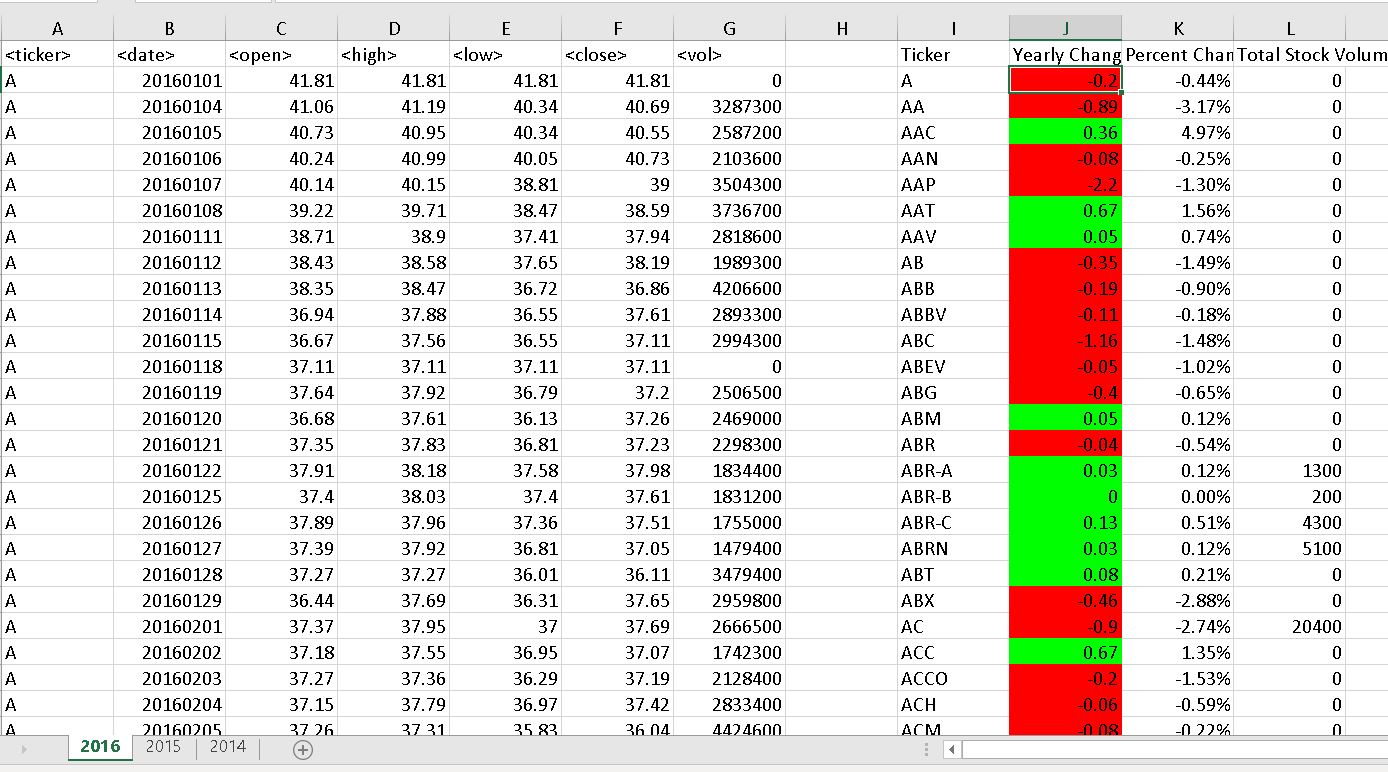 A B C D E F G H I J K L
<ticker> <date> <open> <high> <low> <close> <vol> Ticker Yearly Chang Percent Chan Total Stock Volum
A 20160101 41.81 41.81 41.81 41.81 0 A -0.2 -0.44% 0
A 20160104 41.06 41.19 40.34 40.69 3287300 AA -0.89 -3.17% 0
A 20160105 40.73 40.95 40.34 40.55 2587200 AAC 0.36 4.97% 0
A 20160106 40.24 40.99 40.05 40.73 2103600 AAN -0.08 -0.25% 0
A 20160107 40.14 40.15 38.81 39 3504300 AAP -2.2 -1.30% 0
A 20160108 39.22 39.71 38.47 38.59 3736700 AAT 0.67 1.56% 0
A 20160111 38.71 38.9 37.41 37.94 2818600 AAV 0.05 0.74% 0
A 20160112 38.43 38.58 37.65 38.19 1989300 AB -0.35 -1.49% 0
A 20160113 38.35 38.47 36.72 36.86 4206600 ABB -0.19 -0.90% 0
A 20160114 36.94 37.88 36.55 37.61 2893300 ABBV -0.11 -0.18% 0
A 20160115 36.67 37.56 36.55 37.11 2994300 ABC -1.16 -1.48% 0
A 20160118 37.11 37.11 37.11 37.11 0 ABEV -0.05 -1.02% 0
A 20160119 37.64 37.92 36.79 37.2 2506500 ABG -0.4 -0.65% 0
A 20160120 36.68 37.61 36.13 37.26 2469000 ABM 0.05 0.12% 0
A 20160121 37.35 37.83 36.81 37.23 2298300 ABR -0.04 -0.54% 0
A 20160122 37.91 38.18 37.58 37.98 1834400 ABR-A 0.03 0.12% 1300
A 20160125 37.4 38.03 37.4 37.61 1831200 ABR-B 0 0.00% 200
A 20160126 37.89 37.96 37.36 37.51 1755000 ABR-C 0.13 0.51% 4300
A 20160127 37.39 37.92 36.81 37.05 1479400 ABRN 0.03 0.12% 5100
A 20160128 37.27 37.27 36.01 36.11 3479400 ABT 0.08 0.21% 0
A 20160129 36.44 37.69 36.31 37.65 2959800 ABX -0.46 -2.88% 0
A 20160201 37.37 37.95 37 37.69 2666500 AC -0.9 -2.74% 20400
A 20160202 37.18 37.55 36.95 37.07 1742300 ACC 0.67 1.35% 0
A 20160203 37.27 37.36 36.29 37.19 2128400 ACCO -0.2 -1.53% 0
A 20160204 37.15 37.79 36.97 37.42 2833400 ACH -0.06 -0.59% 0
A 20160205 37.26 37.31 35.83 36.04 4424600 ACM -0.08 -0.22% 0
2016 2015 2014